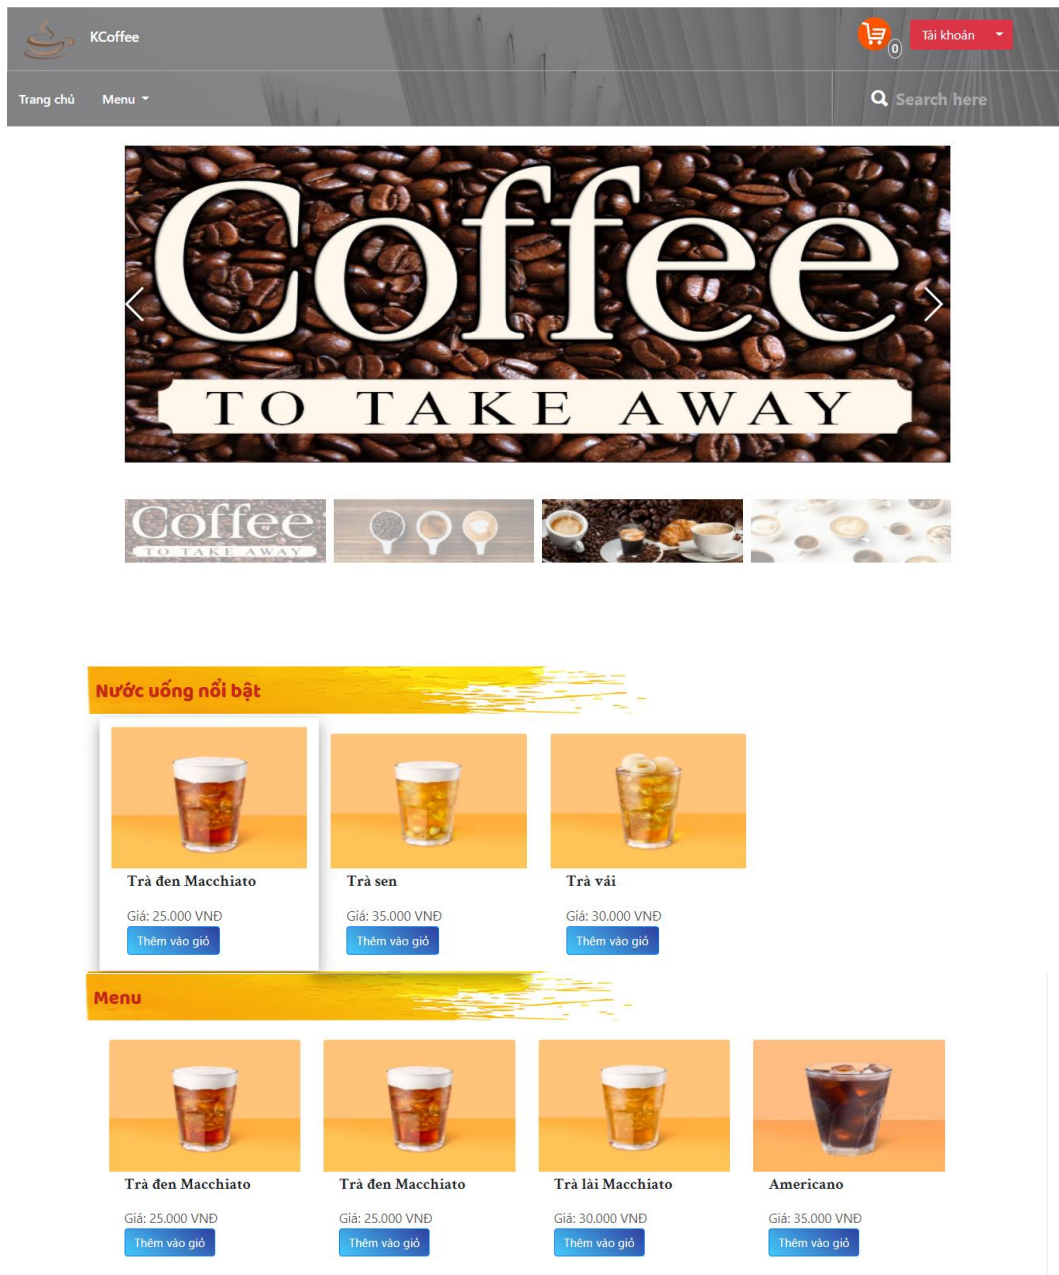 KCoffee
0
Tài khoản
Trang chủ
Menu
Search here
Coffee
TO TAKE AWAY
Coffee
TO TAKE AWAY
Nước uống nổi bật
Trà đen Macchiato
Trà sen
Trà vải
Giá: 25.000 VNĐ
Giá: 35.000 VNĐ
Giá: 30.000 VNĐ
Thêm vào giỏ
Thêm vào giỏ
Thêm vào giỏ
Menu
Trà đen Macchiato
Trà đen Macchiato
Trà lài Macchiato
Americano
Giá: 25.000 VNĐ
Giá: 25.000 VNĐ
Giá: 30.000 VNĐ
Giá: 35.000 VNĐ
Thêm vào giỏ
Thêm vào giỏ
Thêm vào giỏ
Thêm vào giỏ